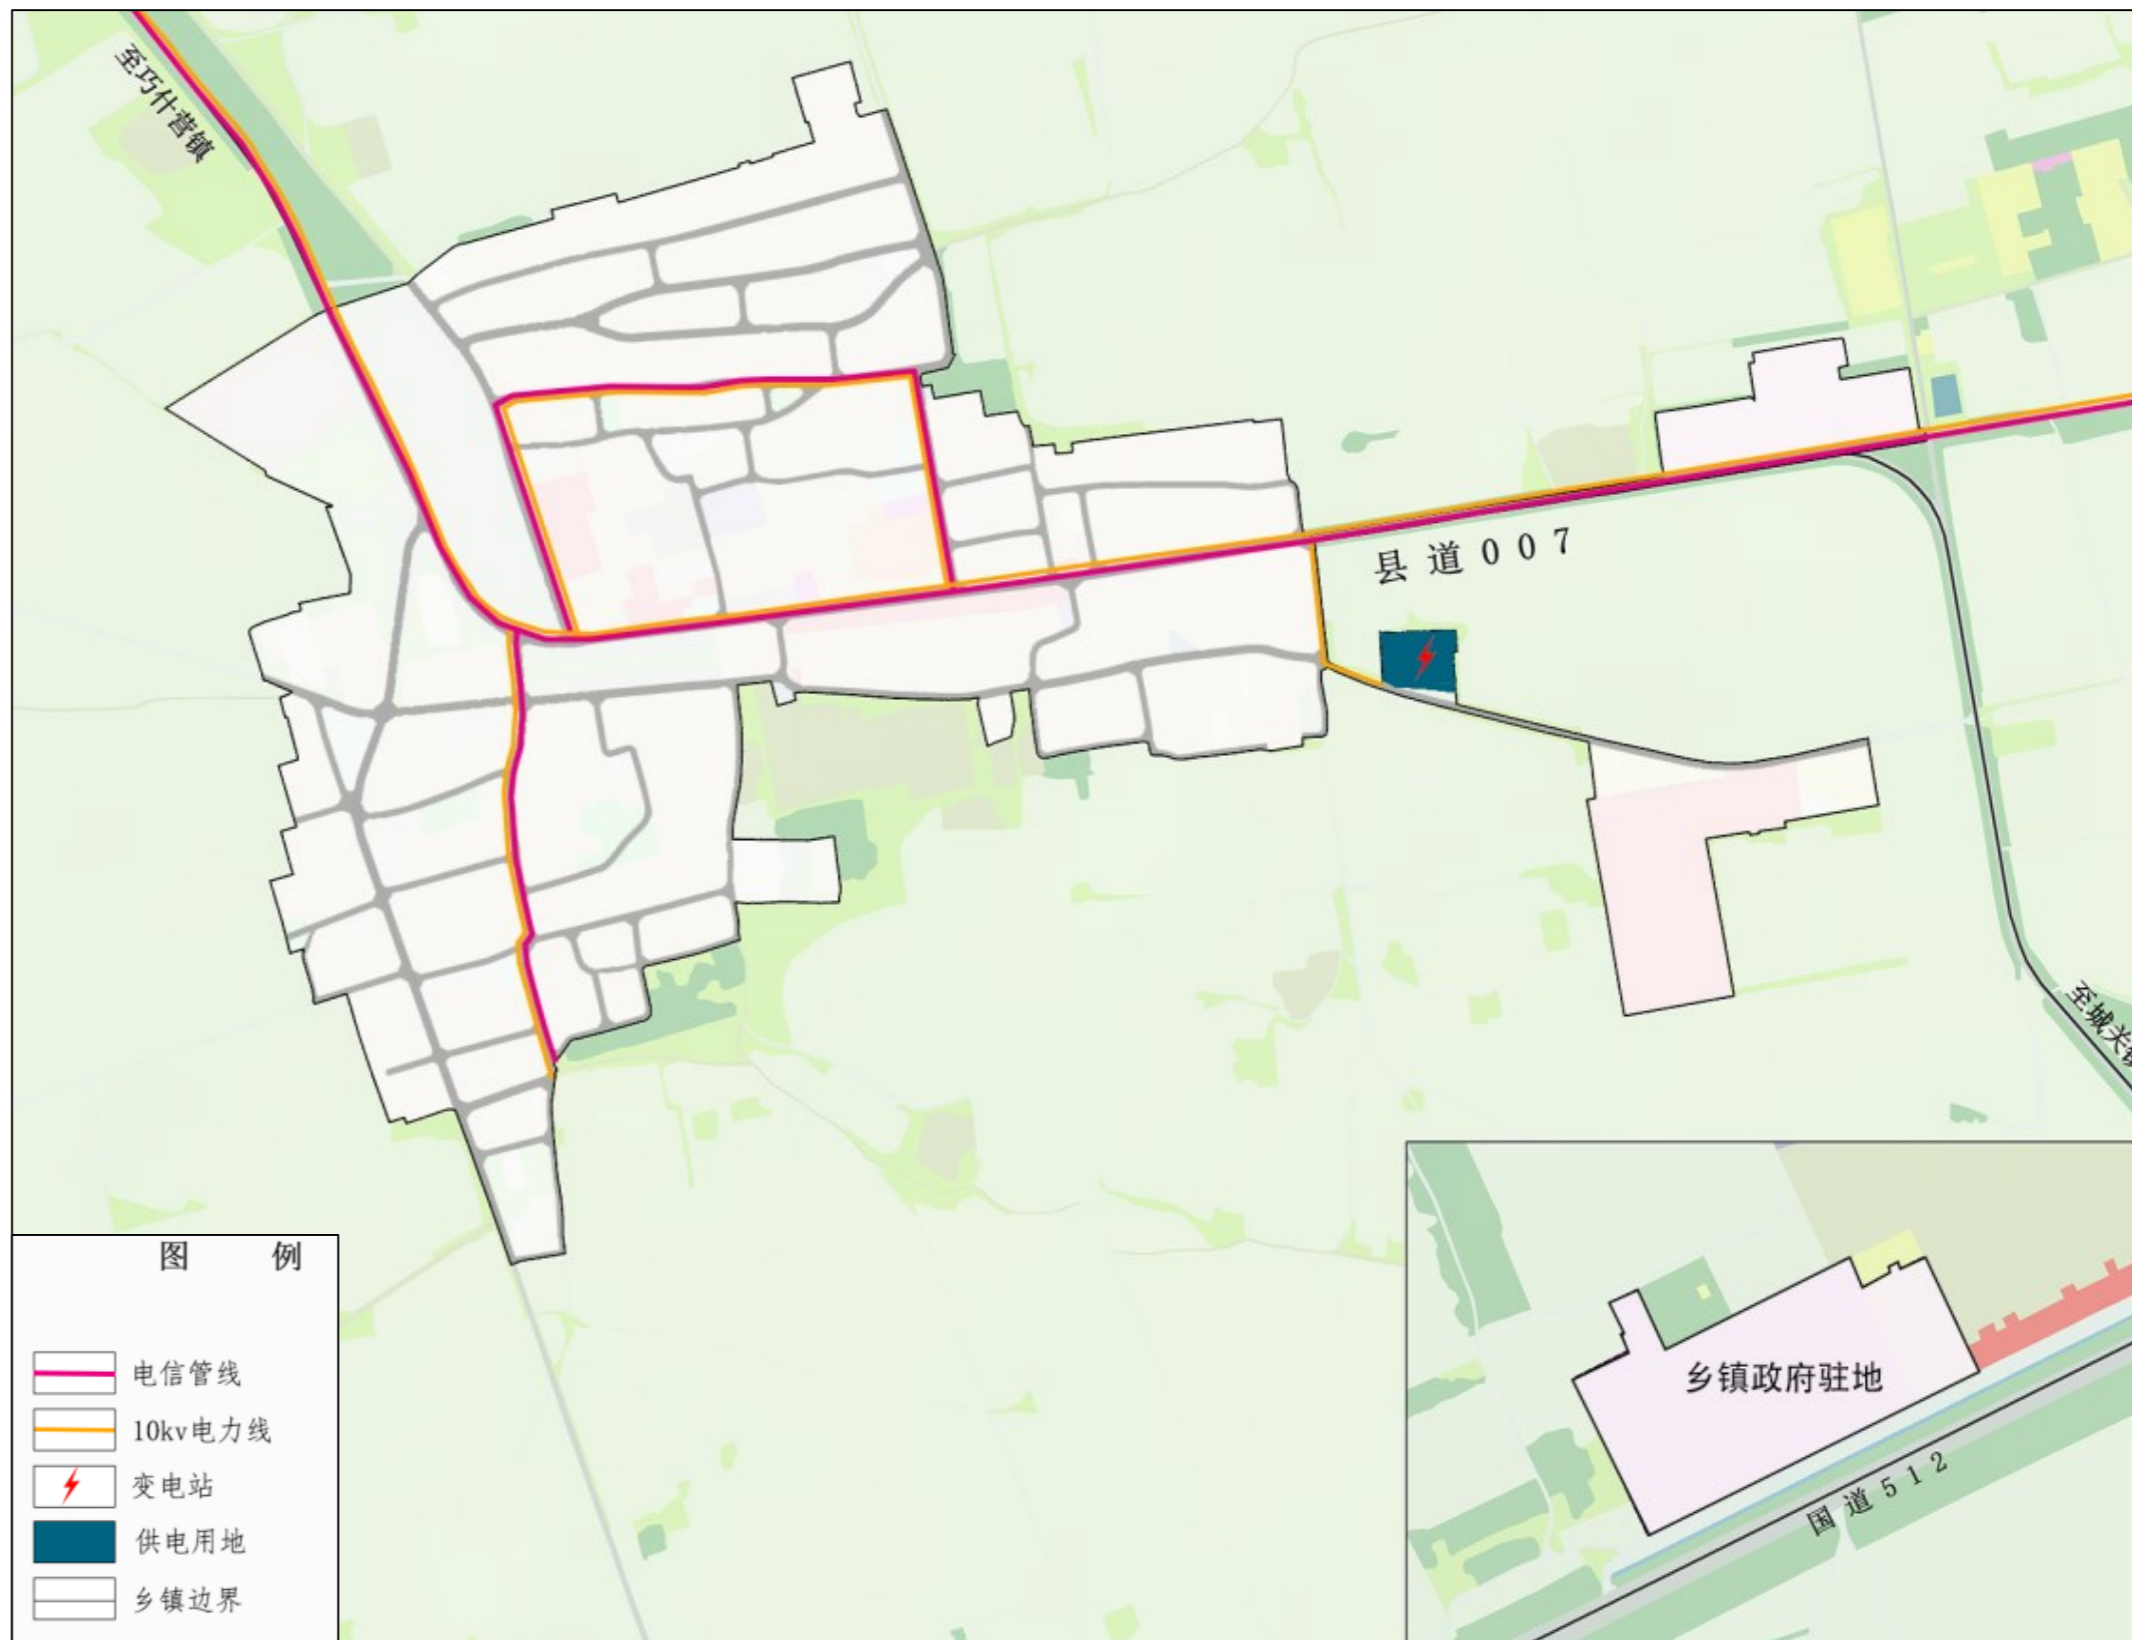 至巧什营镇
县道007
至城关镇
图例
电信管线
10kv电力线
变电站
供电用地
乡镇边界
乡镇政府驻地
国道512